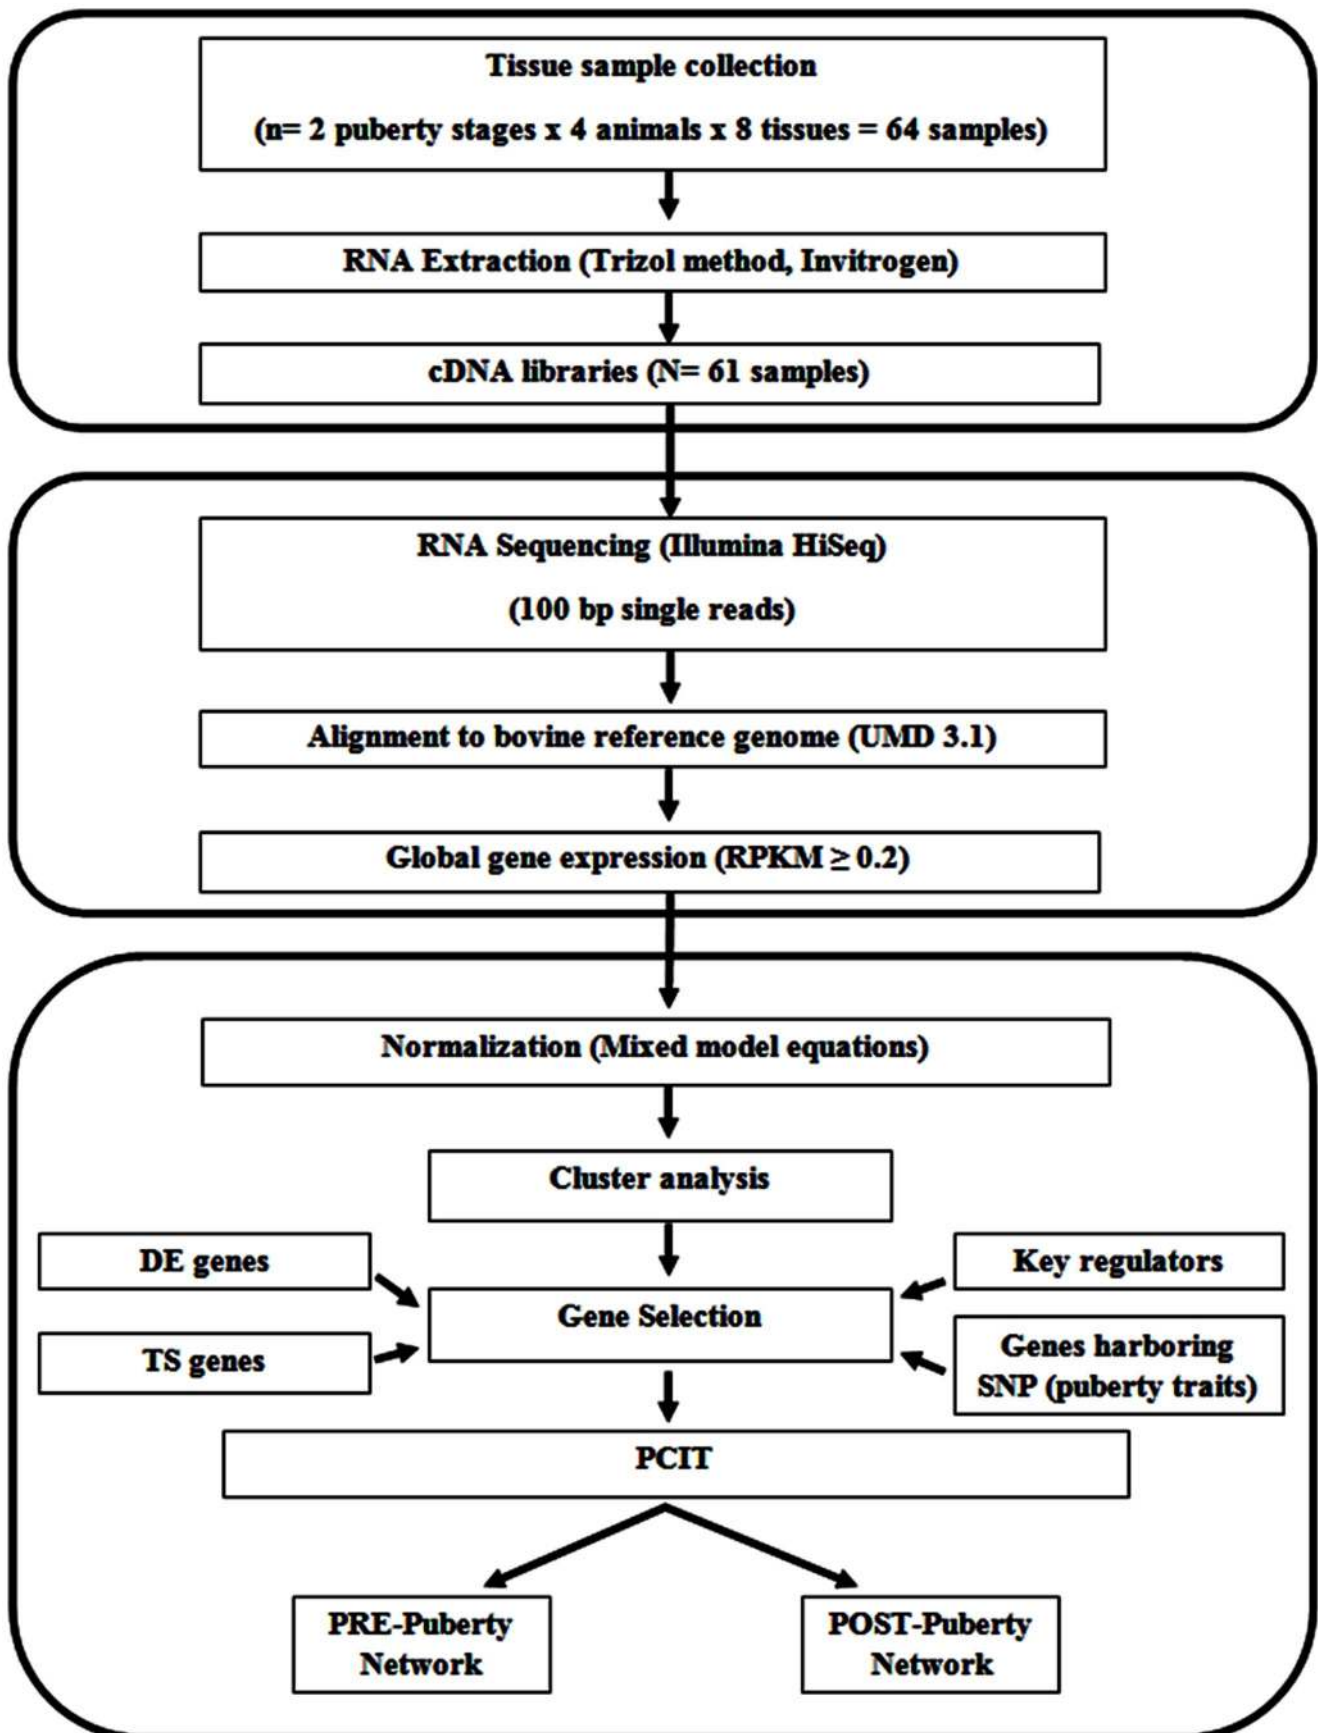 Tissue sample collection
(n= 2 puberty stages x 4 animals x 8 tissues = 64 samples)
RNA Extraction (Trizol method, Invitrogen)
cDNA libraries (N= 61 samples)
RNA Sequencing (Illumina HiSeq)
(100 bp single reads)
Alignment to bovine reference genome (UMD 3.1)
Global gene expression (RPKM ≥ 0.2)
Normalization (Mixed model equations)
Cluster analysis
DE genes
Key regulators
Gene Selection
TS genes
Genes harboring
SNP (puberty traits)
PCIT
PRE-Puberty
Network
POST-Puberty
Network